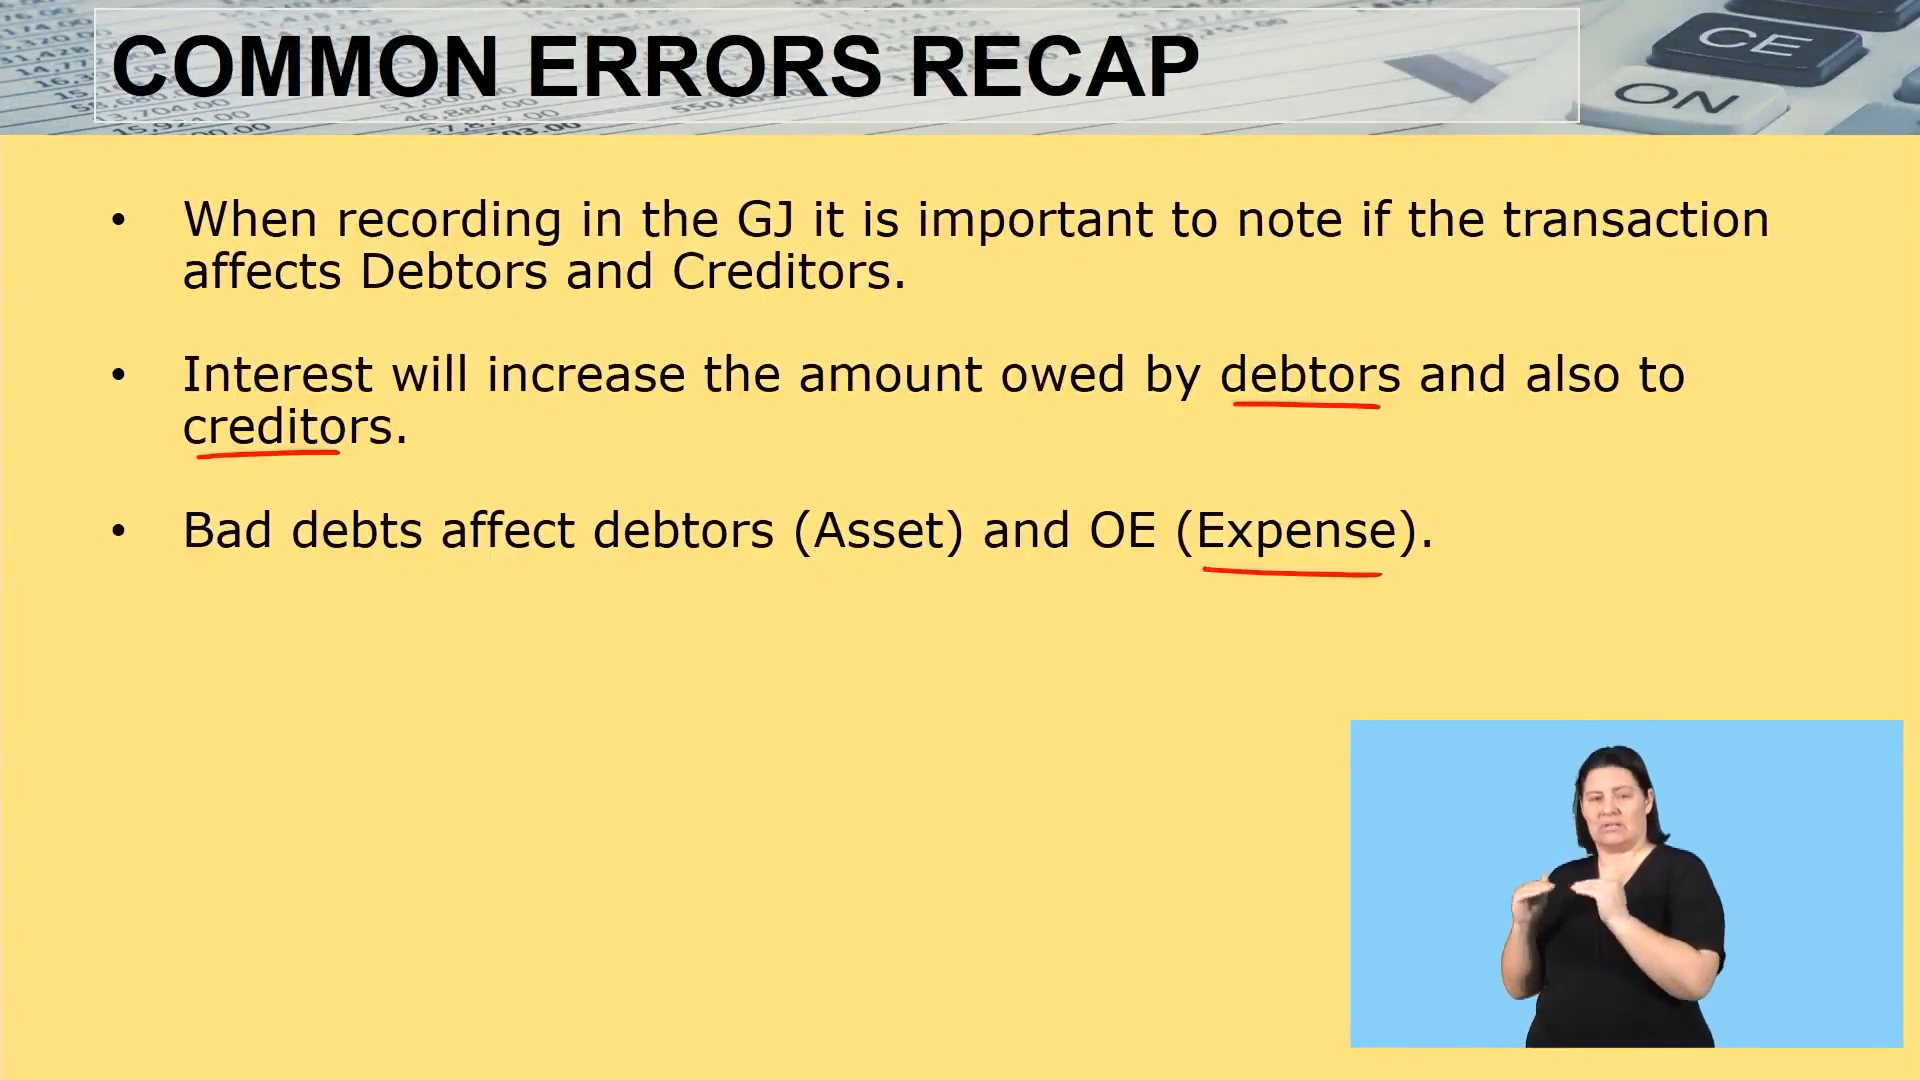 COMMON ERRORS RECAP
CE
ON
• When recording in the GJ it is important to note if the transaction
affects Debtors and Creditors.
• Interest will increase the amount owed by debtors and also to
creditors.
• Bad debts affect debtors (Asset) and OE (Expense).